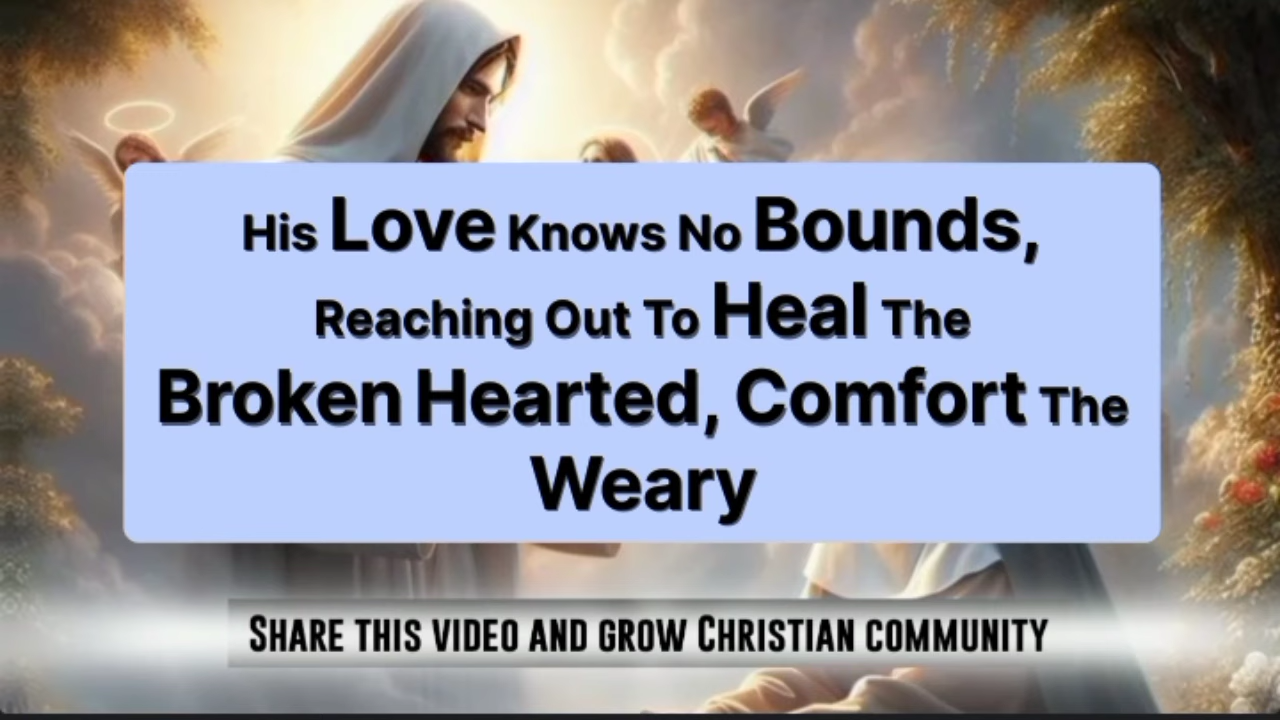 His Love Knows No Bounds,
Reaching Out To Heal The
Broken Hearted, Comfort The
Weary
Share this video and grow Christian community